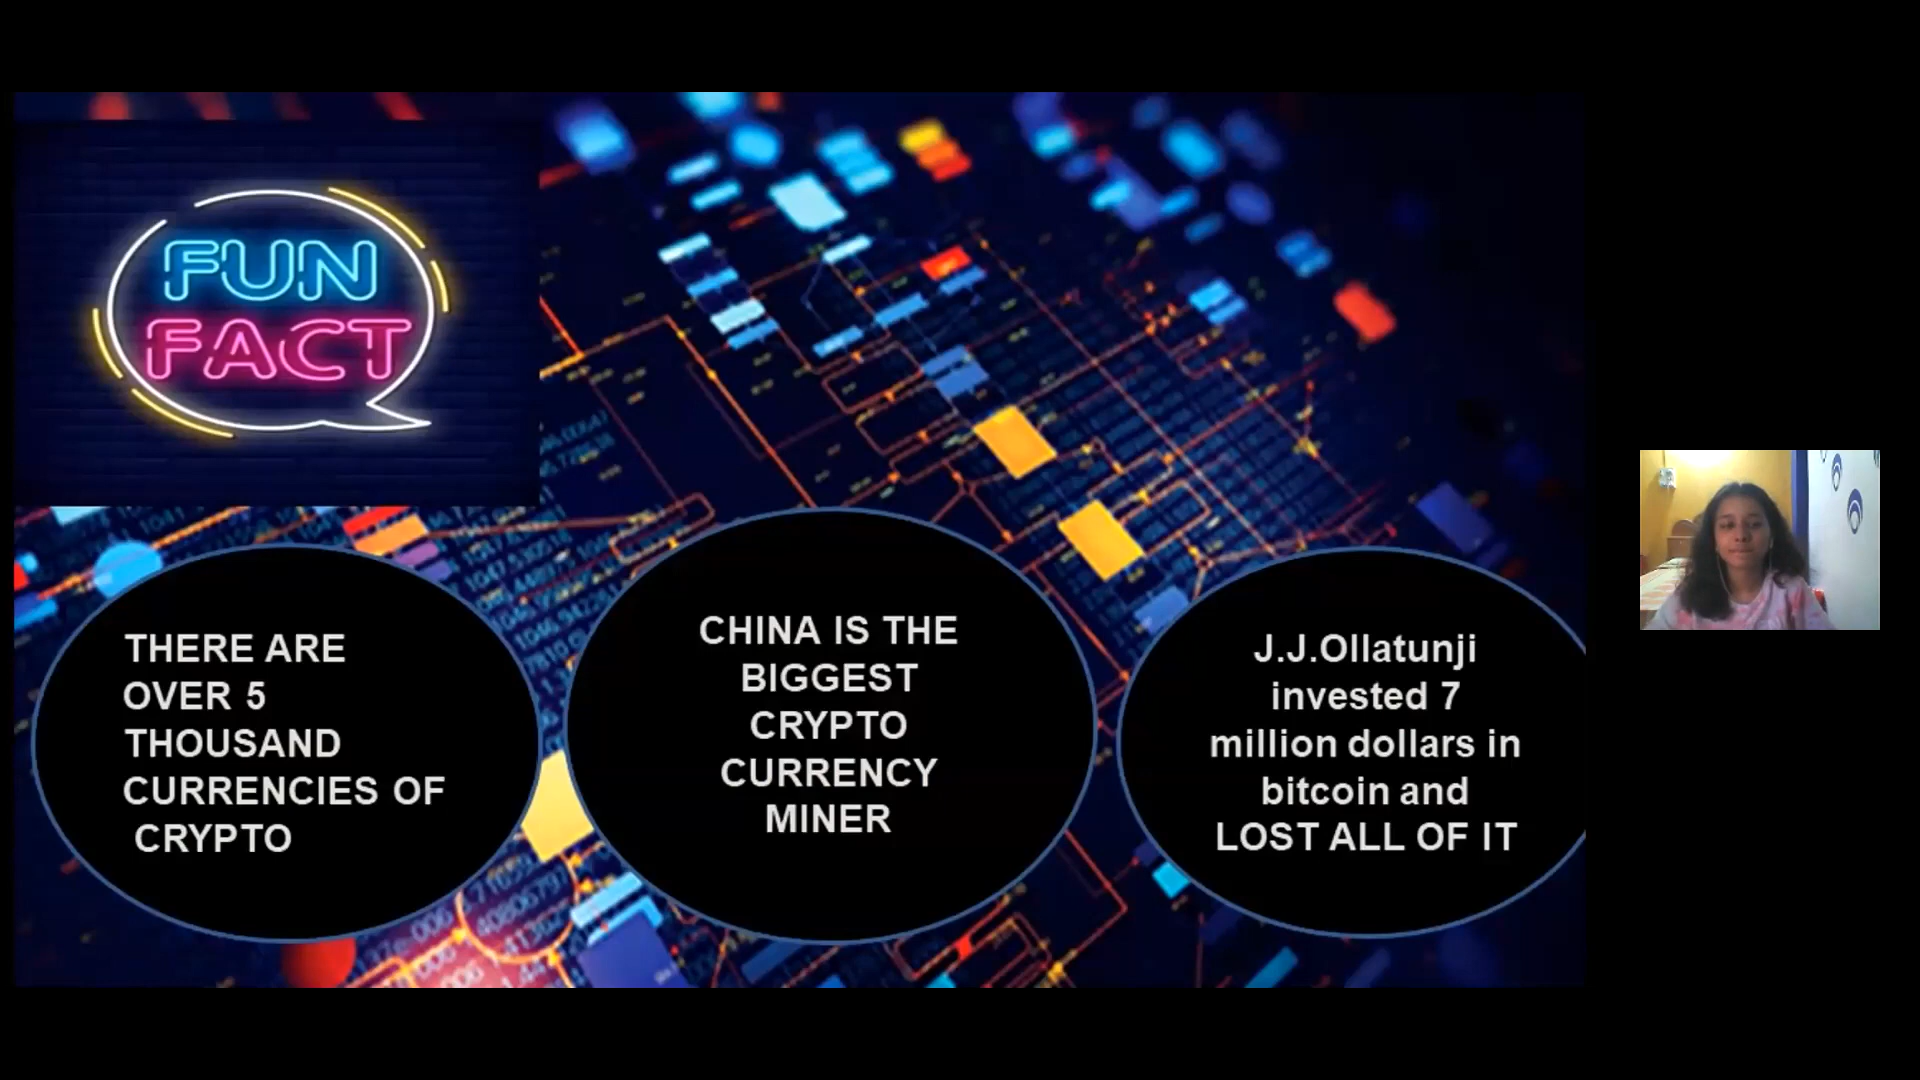 FUN
FACT
THERE ARE
OVER 5
THOUSAND
CURRENCIES OF
CRYPTO
CHINA IS THE
BIGGEST
CRYPTO
CURRENCY
MINER
J.J.Ollatunji
invested 7
million dollars in
bitcoin and
LOST ALL OF IT